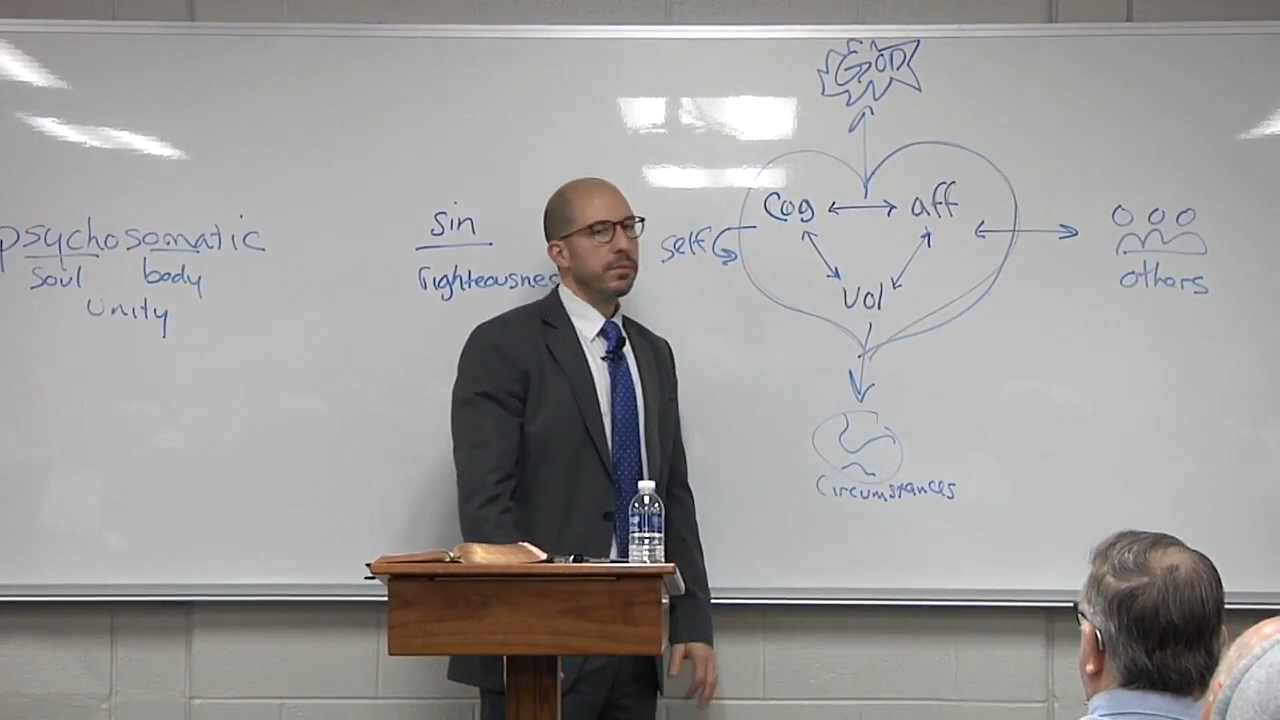 psychosomatic
soul body
unity
sin
righteousnes
GOD
cog aff
vol
self
others
Circumstances